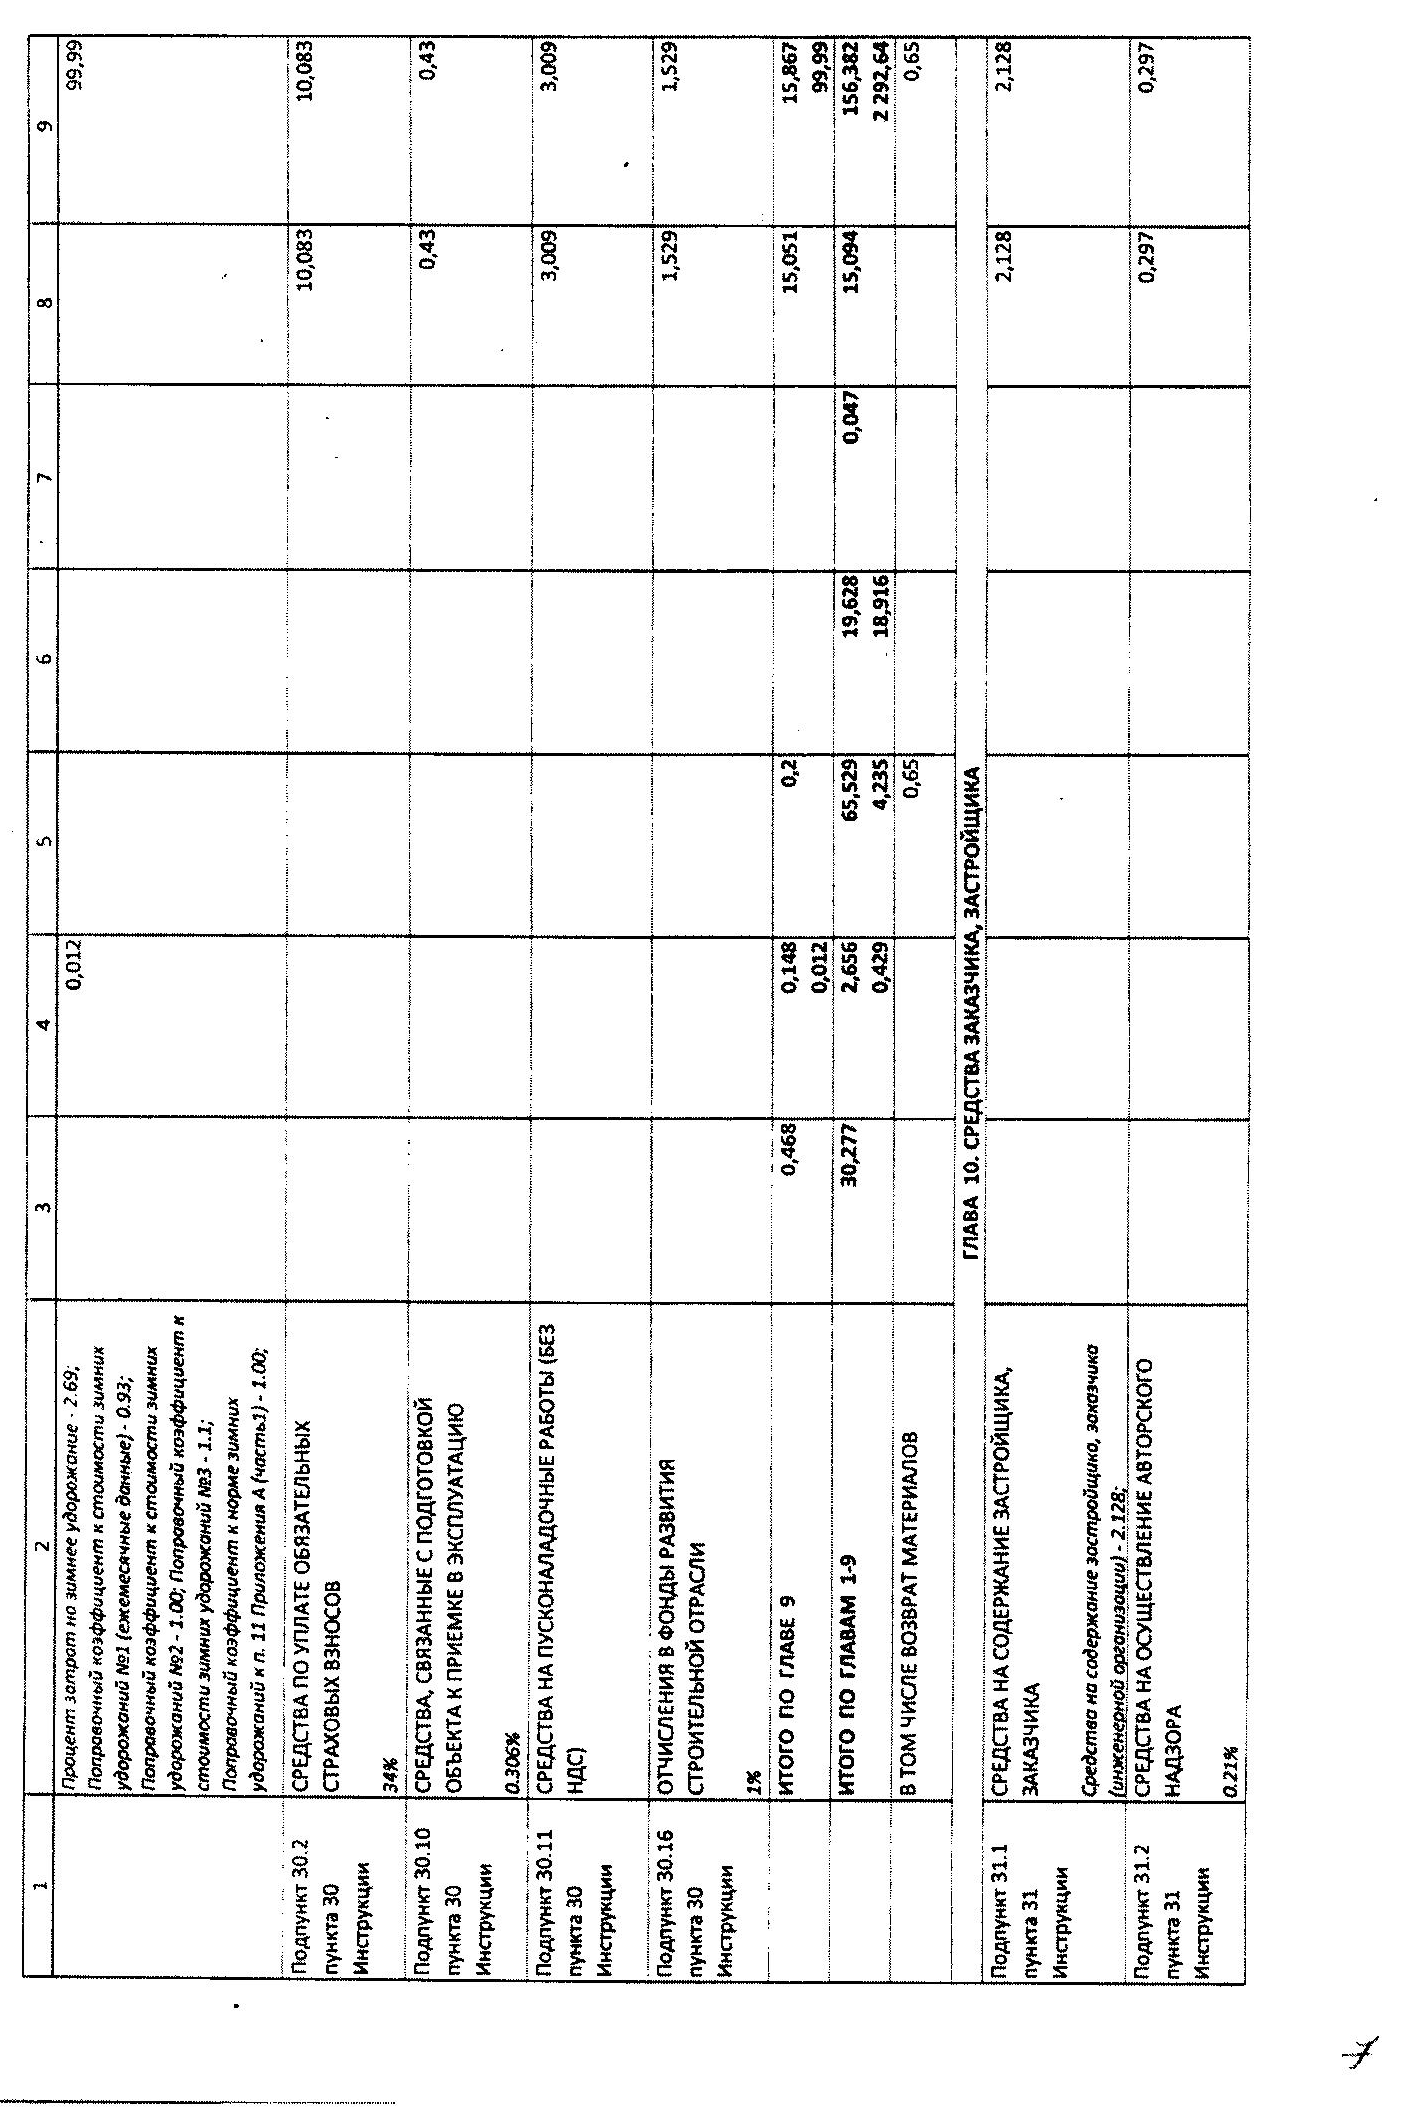 1 2 3 4 5 6 7 8 9
Процент затрат на зимнее удорожание - 2.69; 0,012 99,99
Поправочный коэффициент к стоимости зимних
удорожаний №1 (ежемесячные данные) - 0.93;
Поправочный коэффициент к стоимости зимних
удорожаний №2 - 1.00; Поправочный коэффициент к
стоимости зимних удорожаний №3 - 1.1;
Поправочный коэффициент к норме зимних
удорожаний к п. 11 Приложения А (часть1) - 1.00;
Подпункт 30.2 СРЕДСТВА ПО УПЛАТЕ ОБЯЗАТЕЛЬНЫХ 10,083 10,083
пункта 30 СТРАХОВЫХ ВЗНОСОВ
Инструкции
34%
Подпункт 30.10 СРЕДСТВА, СВЯЗАННЫЕ С ПОДГОТОВКОЙ 0,43 0,43
пункта 30 ОБЪЕКТА К ПРИЕМКЕ В ЭКСПЛУАТАЦИЮ
Инструкции
0.306%
Подпункт 30.11 СРЕДСТВА НА ПУСКОНАЛАДОЧНЫЕ РАБОТЫ (БЕЗ 3,009 3,009
пункта 30 НДС)
Инструкции
Подпункт 30.16 ОТЧИСЛЕНИЯ В ФОНДЫ РАЗВИТИЯ 1,529 1,529
пункта 30 СТРОИТЕЛЬНОЙ ОТРАСЛИ
Инструкции
1%
ИТОГО ПО ГЛАВЕ 9 0,468 0,148 0,2 15,051 15,867
0,012 99,99
ИТОГО ПО ГЛАВАМ 1-9 30,277 2,656 65,529 19,628 0,047 15,094 156,382
0,429 4,235 18,916 2 292,64
В ТОМ ЧИСЛЕ ВОЗВРАТ МАТЕРИАЛОВ 0,65 0,65
ГЛАВА 10. СРЕДСТВА ЗАКАЗЧИКА, ЗАСТРОЙЩИКА
Подпункт 31.1 СРЕДСТВА НА СОДЕРЖАНИЕ ЗАСТРОЙЩИКА, 2,128 2,128
пункта 31 ЗАКАЗЧИКА
Инструкции
Средства на содержание застройщика, заказчика
(инженерной организации) - 2.128;
Подпункт 31.2 СРЕДСТВА НА ОСУЩЕСТВЛЕНИЕ АВТОРСКОГО 0,297 0,297
пункта 31 НАДЗОРА
Инструкции
0.21%
7